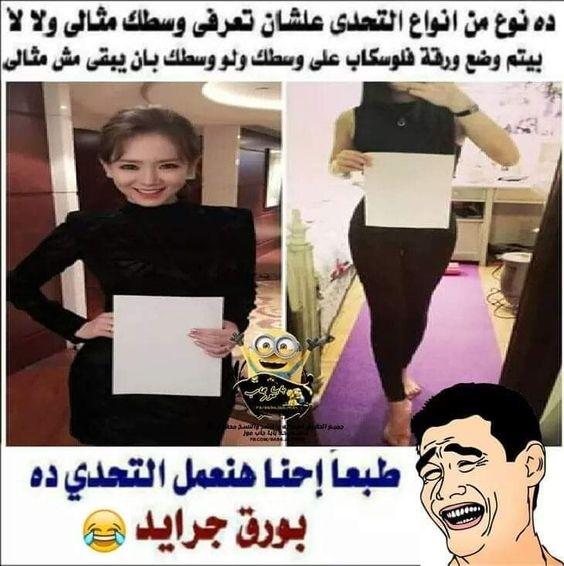 ده نوع من انواع التحدى علشان تعرفى وسطك مثالى ولا لا
بيتم وضع ورقة فلوسكاب على وسطك ولو وسطك بان يبقى مش مثالى
طبعاً إحنا هنعمل التحدي ده
بورق جرايد 😂